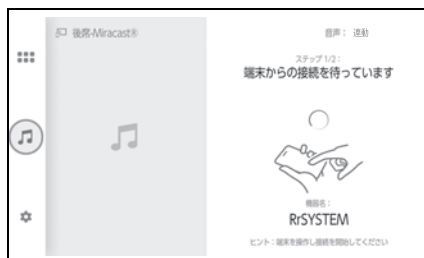 後席-Miracast®
音声： 連動
ステップ1/2：
端末からの接続を待っています
機器名：
RrSYSTEM
ヒント：端末を操作し接続を開始してください